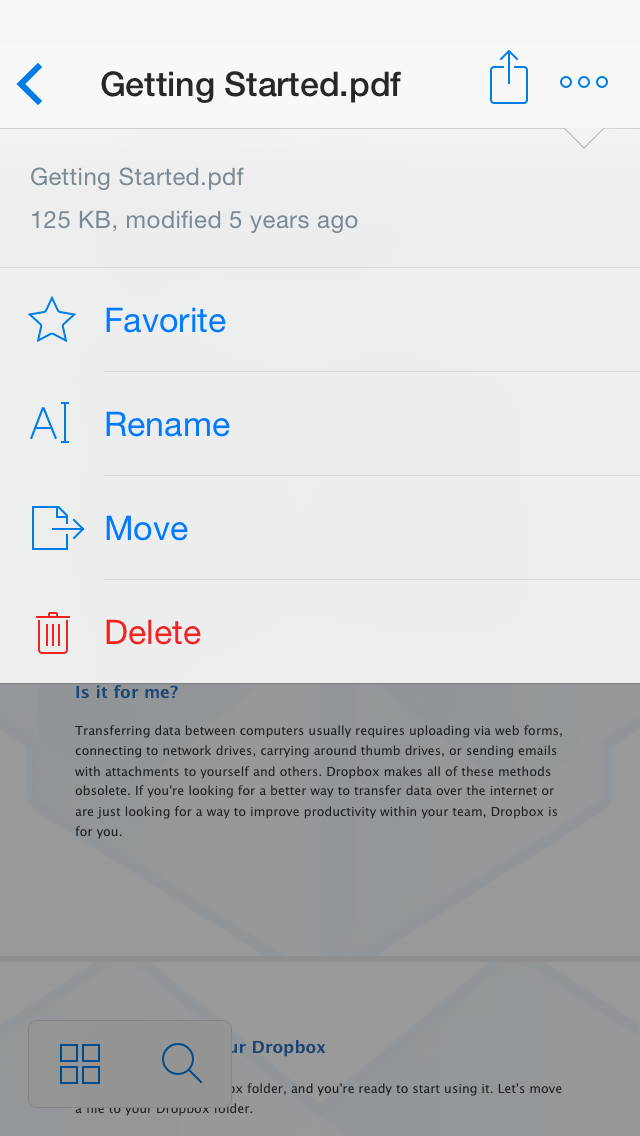 Getting Started.pdf
Getting Started.pdf
125 KB, modified 5 years ago
Favorite
Rename
Move
Delete
Is it for me?
Transferring data between computers usually requires uploading via web forms,
connecting to network drives, carrying around thumb drives, or sending emails
with attachments to yourself and others. Dropbox makes all of these methods
obsolete. If you're looking for a better way to transfer data over the internet or
are just looking for a way to improve productivity within your team, Dropbox is
for you.
Dropbox
folder, and you're ready to start using it. Let's move
a file to your Dropbox folder.